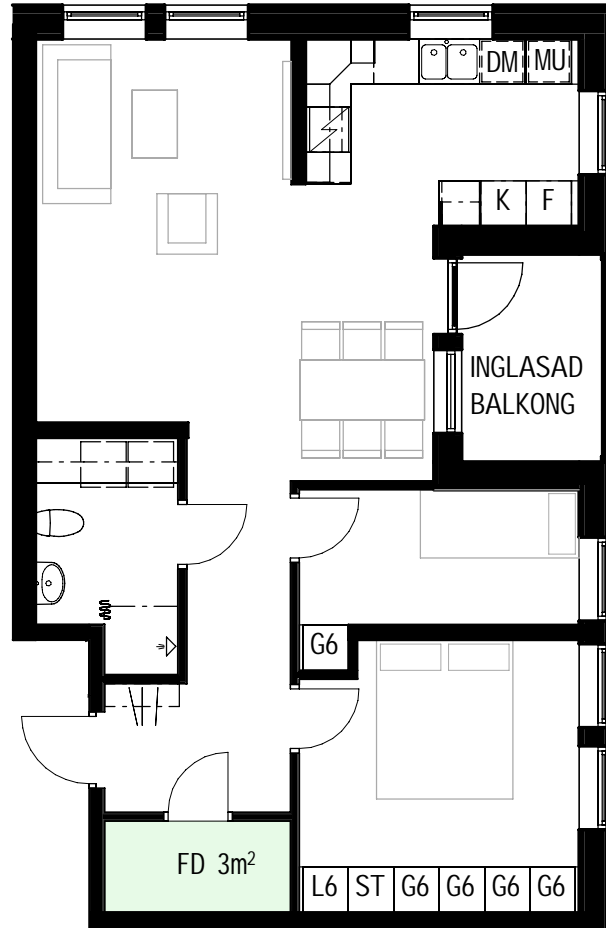 DM MU
K F
INGLASAD
BALKONG
G6
FD 3m²
L6 ST G6 G6 G6 G6